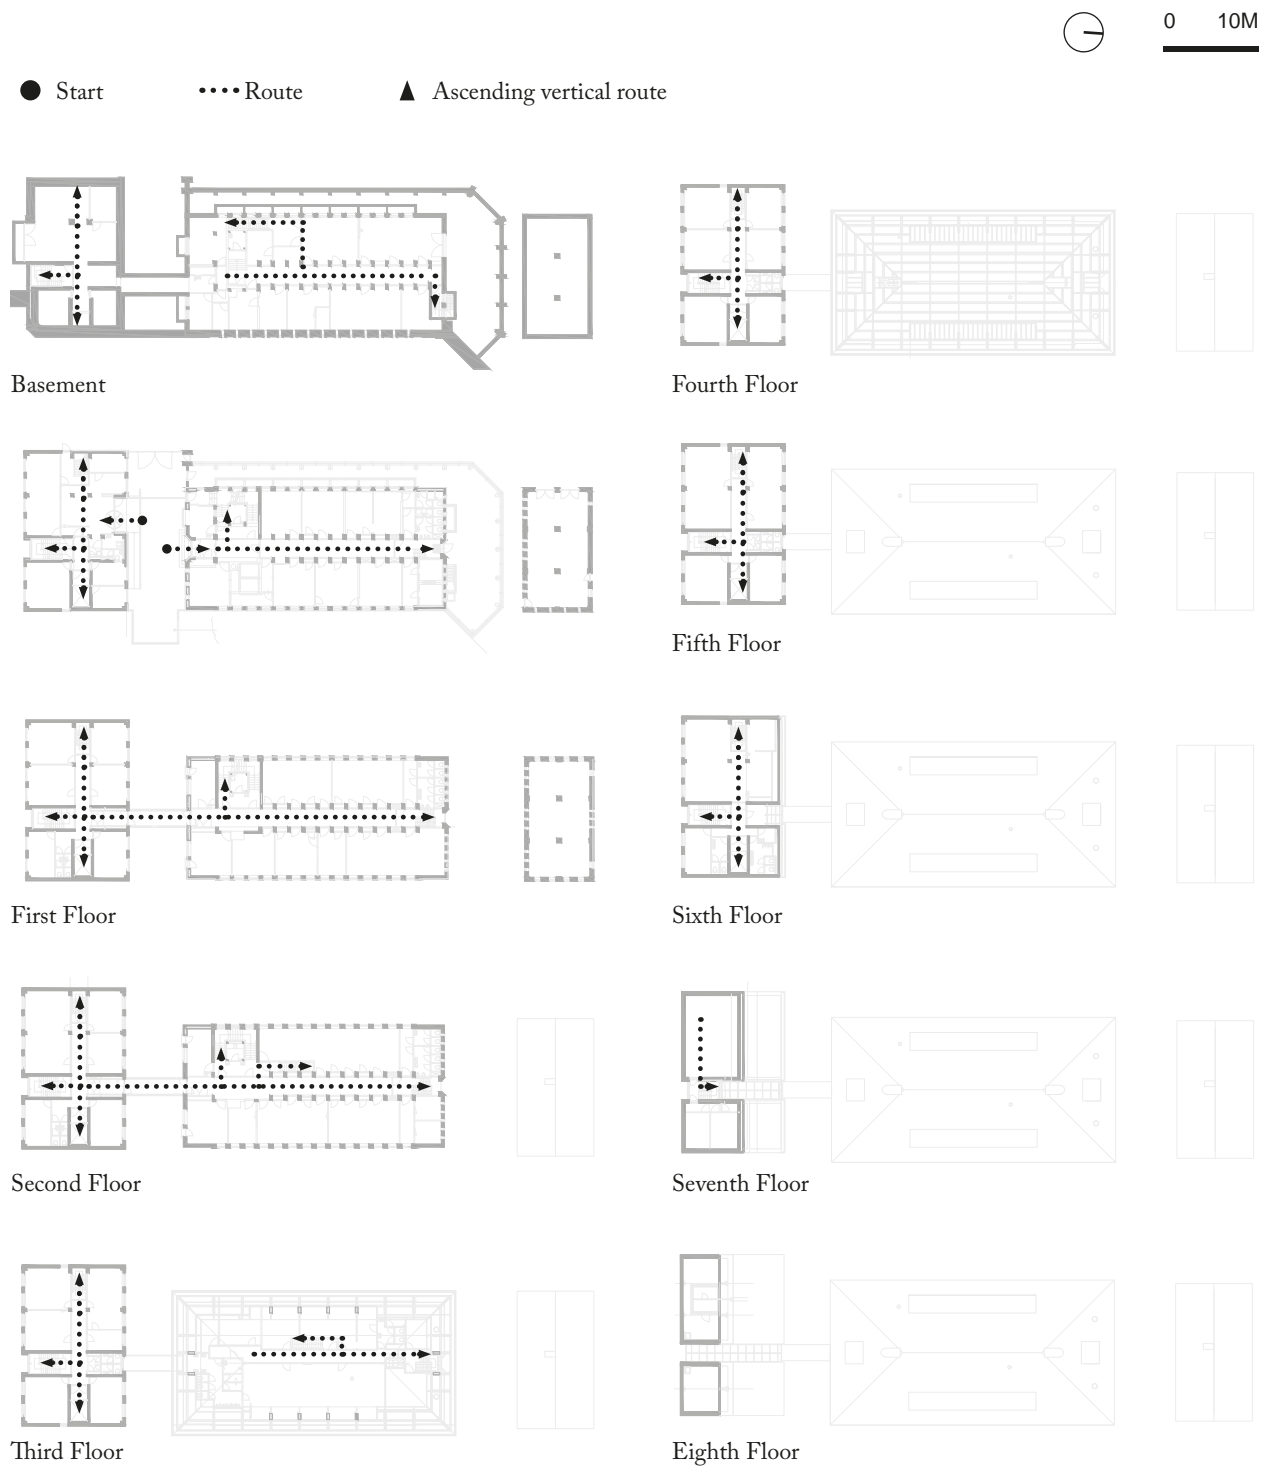 0 10M
Start Route Ascending vertical route
Basement
First Floor
Second Floor
Third Floor
Fourth Floor
Fifth Floor
Sixth Floor
Seventh Floor
Eighth Floor